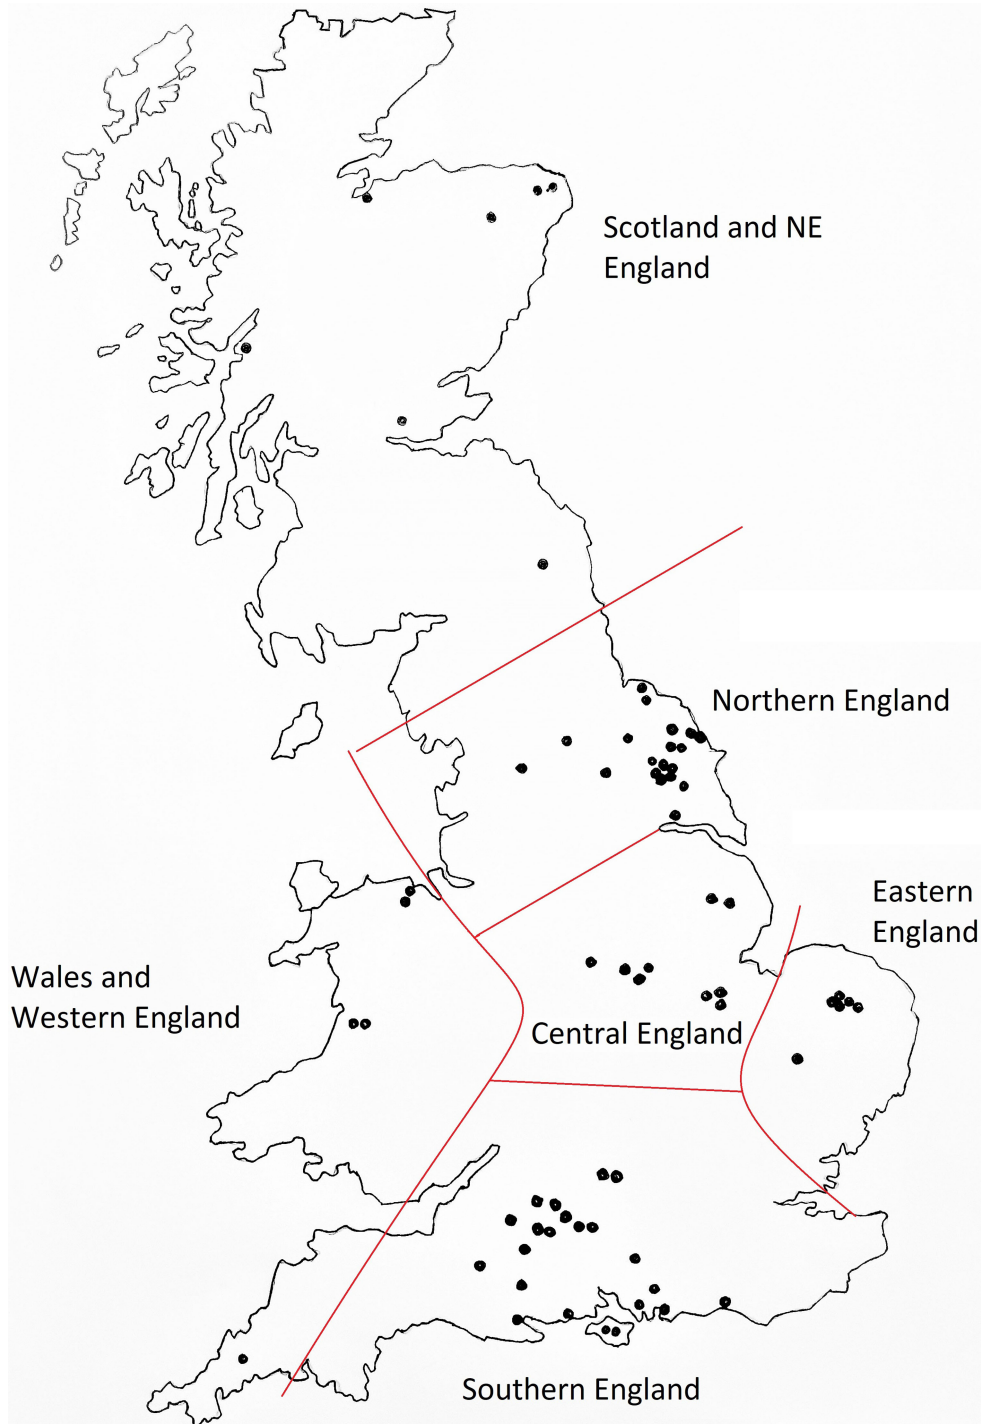 Scotland and NE
England
Northern England
Eastern
England
Wales and
Western England
Central England
Southern England